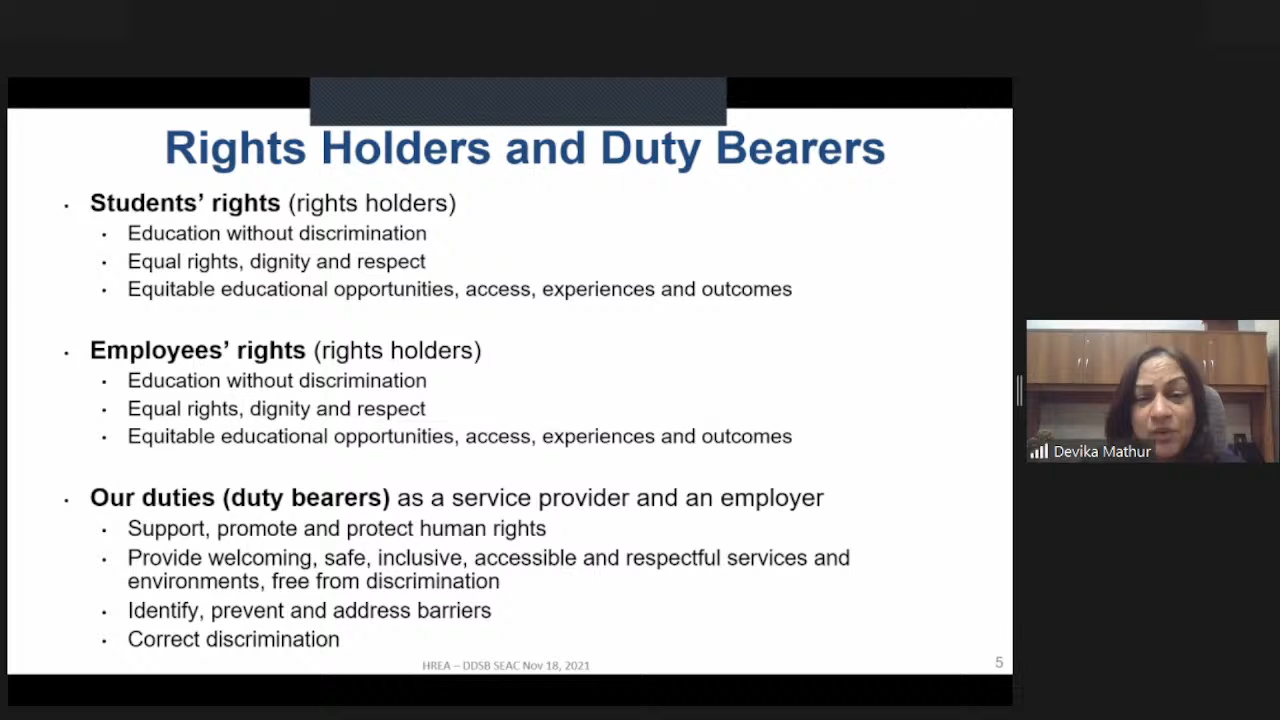 Rights Holders and Duty Bearers
• Students’ rights (rights holders)
• Education without discrimination
• Equal rights, dignity and respect
• Equitable educational opportunities, access, experiences and outcomes
• Employees’ rights (rights holders)
• Education without discrimination
• Equal rights, dignity and respect
• Equitable educational opportunities, access, experiences and outcomes
• Our duties (duty bearers) as a service provider and an employer
• Support, promote and protect human rights
• Provide welcoming, safe, inclusive, accessible and respectful services and
environments, free from discrimination
• Identify, prevent and address barriers
• Correct discrimination
HREA – DDSB SEAC Nov 18, 2021
5
Devika Mathur